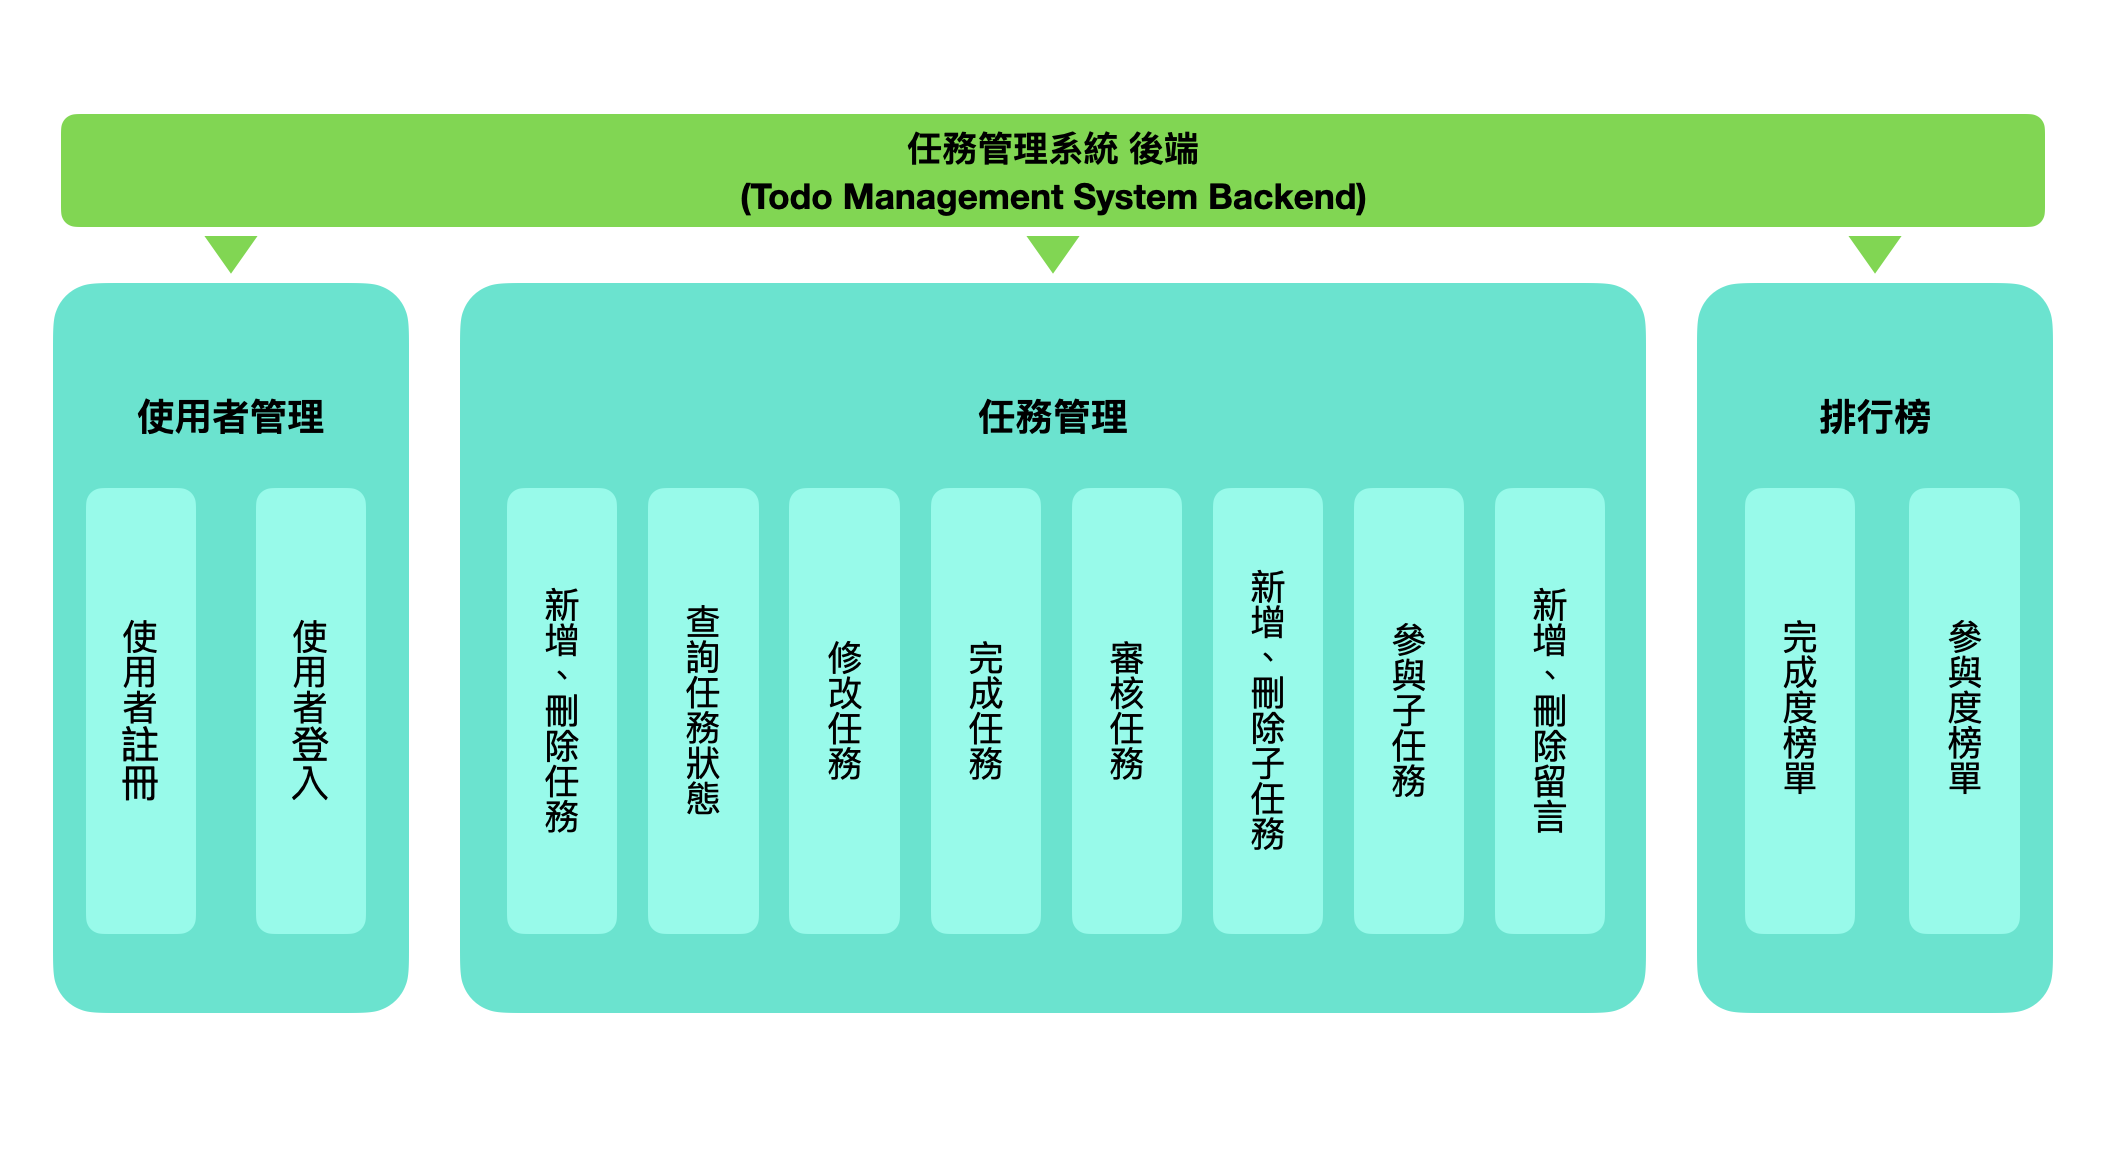 任務管理系統 後端
(Todo Management System Backend)
使用者管理
使用者註冊
使用者登入
任務管理
新增、刪除任務
查詢任務狀態
修改任務
完成任務
審核任務
新增、刪除子任務
參與子任務
新增、刪除留言
排行榜
完成度榜單
參與度榜單